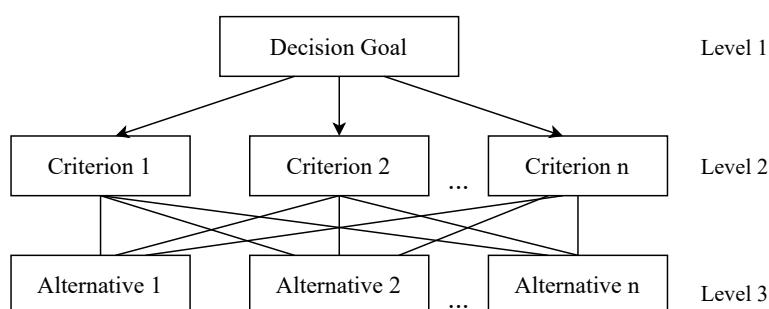 Decision Goal Level 1
Criterion 1 Criterion 2 ... Criterion n Level 2
Alternative 1 Alternative 2 ... Alternative n Level 3